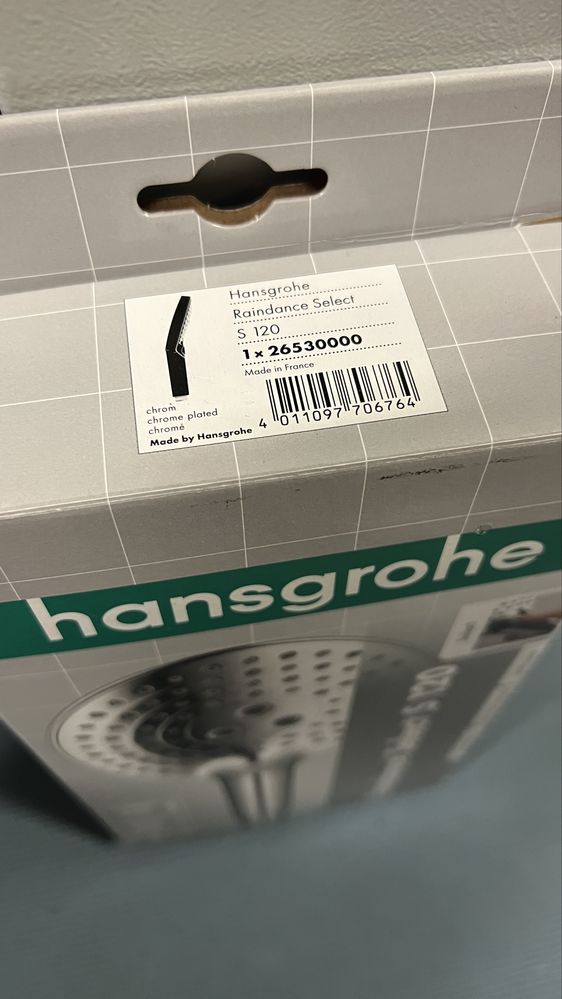 Hansgrohe
Raindance Select
S 120
1 x 26530000
Made in France
chrom
chrome plated
chromé
Made by Hansgrohe
4 011097 706764
hansgrohe
S 120